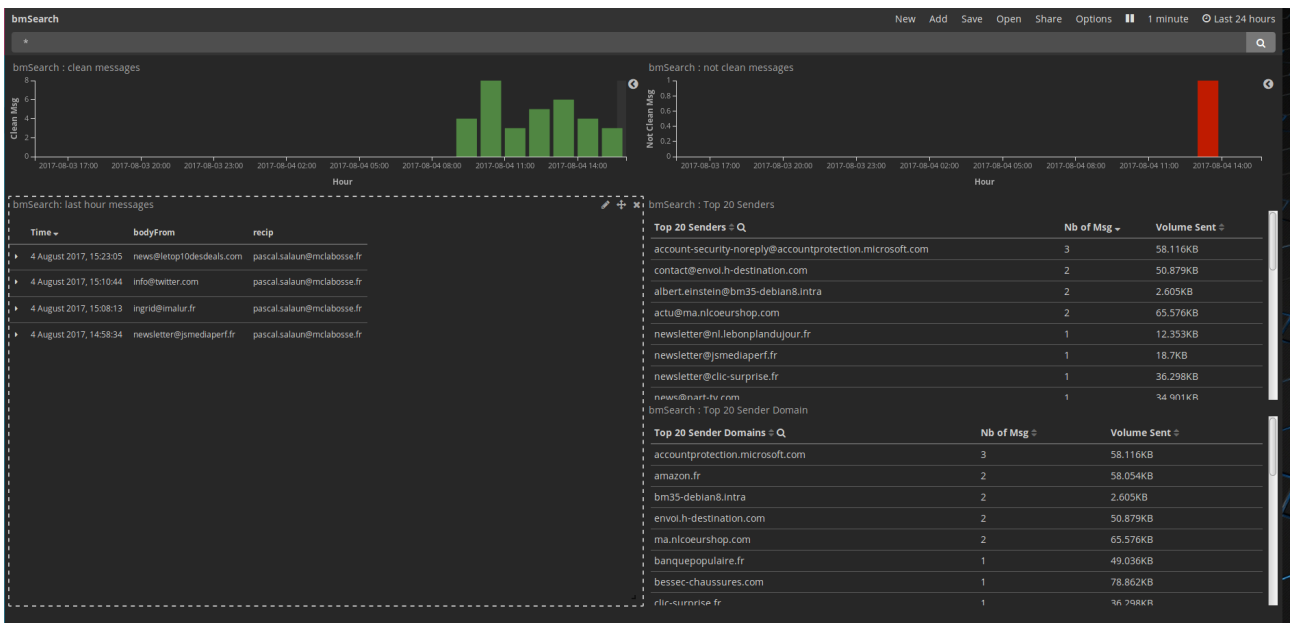 bmSearch
New Add Save Open Share Options 1 minute Last 24 hours
*
bmSearch : clean messages
Clean Msg
8
6
4
2
0
2017-08-03 17:00 2017-08-03 20:00 2017-08-03 23:00 2017-08-04 02:00 2017-08-04 05:00 2017-08-04 08:00 2017-08-04 11:00 2017-08-04 14:00
Hour
bmSearch : not clean messages
Not Clean Msg
1
0.8
0.6
0.4
0.2
0
2017-08-03 17:00 2017-08-03 20:00 2017-08-03 23:00 2017-08-04 02:00 2017-08-04 05:00 2017-08-04 08:00 2017-08-04 11:00 2017-08-04 14:00
Hour
bmSearch: last hour messages
Time bodyFrom recip
4 August 2017, 15:23:05 news@letop10desdeals.com pascal.salaun@mclabosse.fr
4 August 2017, 15:10:44 info@twitter.com pascal.salaun@mclabosse.fr
4 August 2017, 15:08:13 ingrid@imalur.fr pascal.salaun@mclabosse.fr
4 August 2017, 14:58:34 newsletter@jsmediaperf.fr pascal.salaun@mclabosse.fr
bmSearch : Top 20 Senders
Top 20 Senders Nb of Msg Volume Sent
account-security-noreply@accountprotection.microsoft.com 3 58.116KB
contact@envoi.h-destination.com 2 50.879KB
albert.einstein@bm35-debian8.intra 2 2.605KB
actu@ma.nlcoeurshop.com 2 65.576KB
newsletter@nl.lebonplandujour.fr 1 12.353KB
newsletter@jsmediaperf.fr 1 18.7KB
newsletter@clic-surprise.fr 1 36.298KB
news@part-tv.com 1 34.901KB
bmSearch : Top 20 Sender Domain
Top 20 Sender Domains Nb of Msg Volume Sent
accountprotection.microsoft.com 3 58.116KB
amazon.fr 2 58.054KB
bm35-debian8.intra 2 2.605KB
envoi.h-destination.com 2 50.879KB
ma.nlcoeurshop.com 2 65.576KB
banquepopulaire.fr 1 49.036KB
bessec-chaussures.com 1 78.862KB
clic-surprise.fr 1 36.298KB